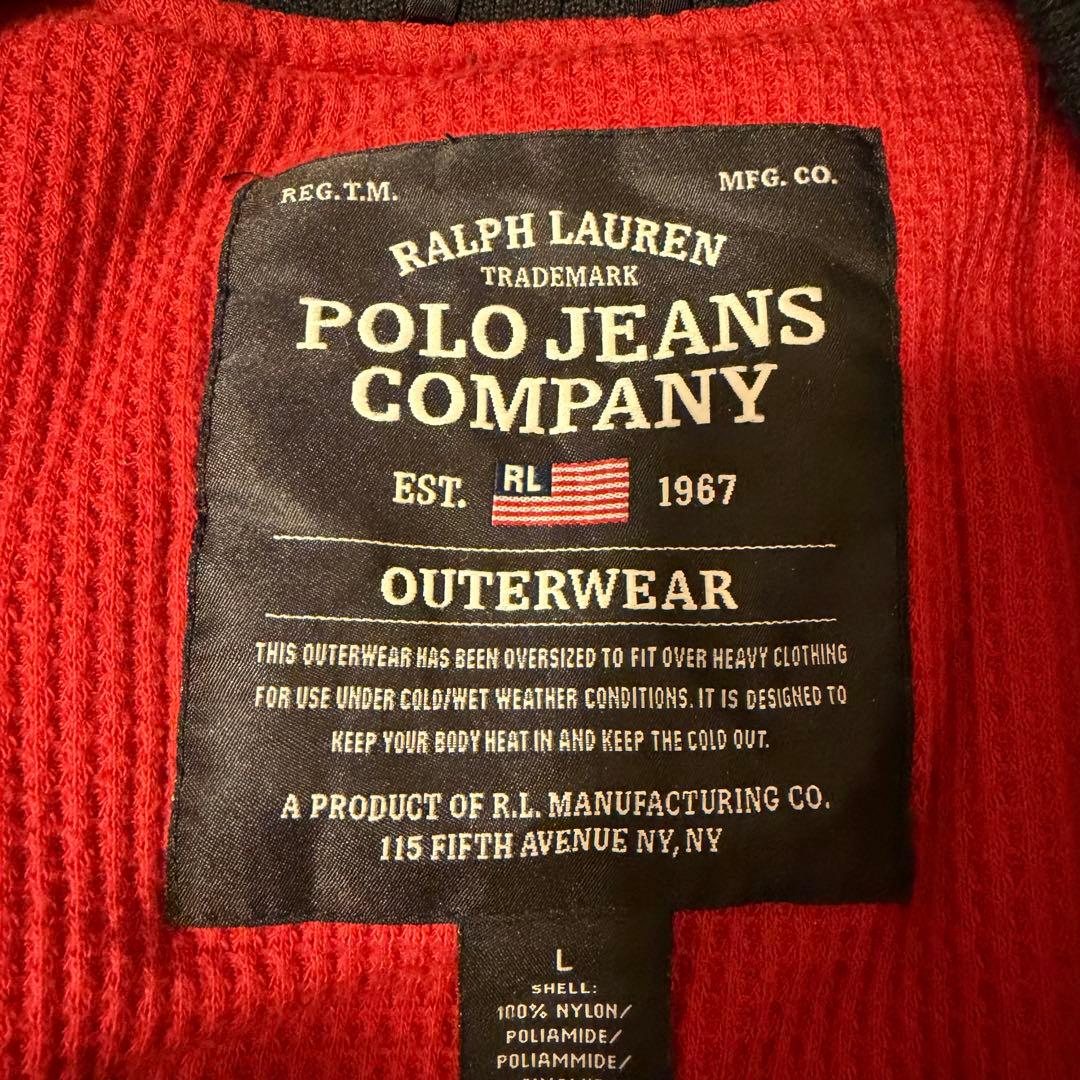 REG. T.M. MFG. CO.
RALPH LAUREN
TRADEMARK
POLO JEANS
COMPANY
EST. RL 1967
OUTERWEAR
THIS OUTERWEAR HAS BEEN OVERSIZED TO FIT OVER HEAVY CLOTHING
FOR USE UNDER COLD/WET WEATHER CONDITIONS. IT IS DESIGNED TO
KEEP YOUR BODY HEAT IN AND KEEP THE COLD OUT.
A PRODUCT OF R.L. MANUFACTURING CO.
115 FIFTH AVENUE NY, NY
L
SHELL:
100% NYLON/
POLIAMIDE/
POLIAMMIDE/